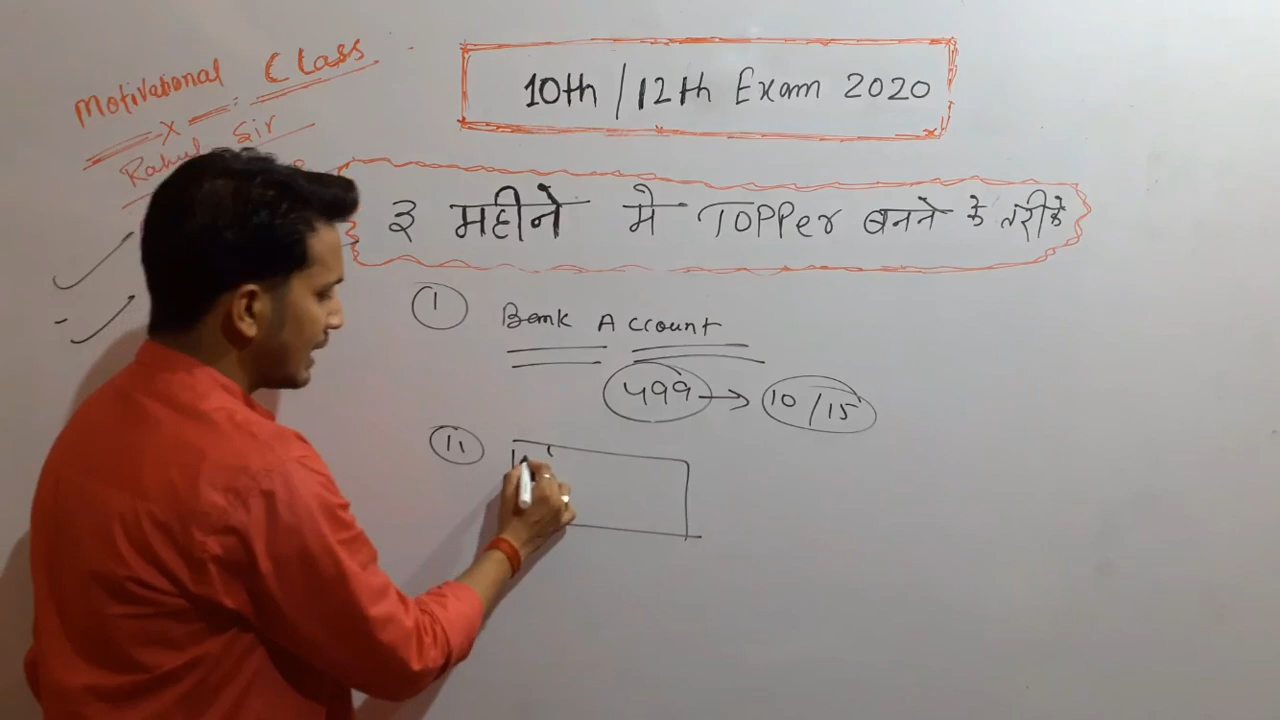 Motivational Class
X
Rahul Sir
10th / 12th Exam 2020
३ महीने मे Topper बनने के तरीके
1 Bank Account
499 → 10/15
11